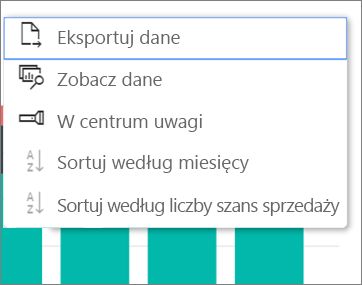 Eksportuj dane
Zobacz dane
W centrum uwagi
Sortuj według miesięcy
Sortuj według liczby szans sprzedaży